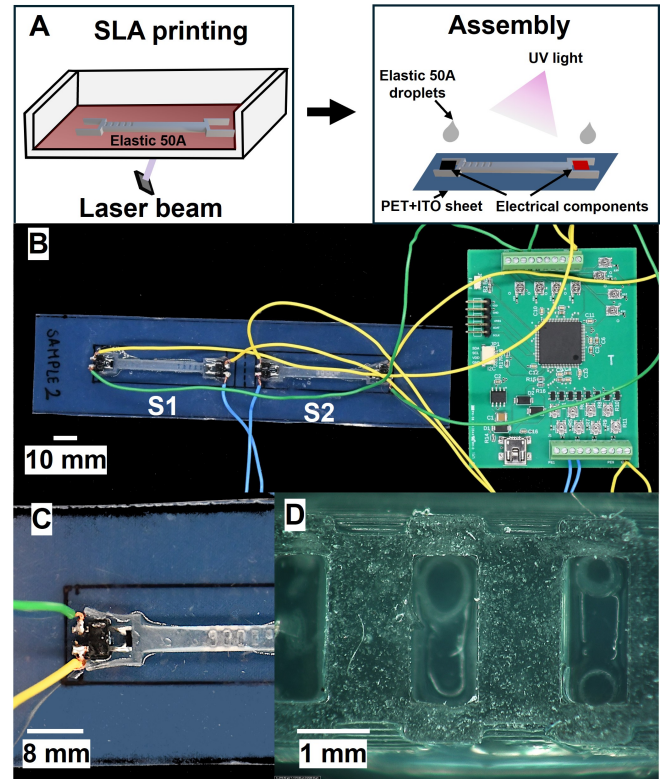 A
SLA printing
Elastic 50A
Laser beam
Assembly
UV light
Elastic 50A
droplets
PET+ITO sheet
Electrical components
B
SAMPLE 2
S1
S2
10 mm
T
C
8 mm
D
1 mm